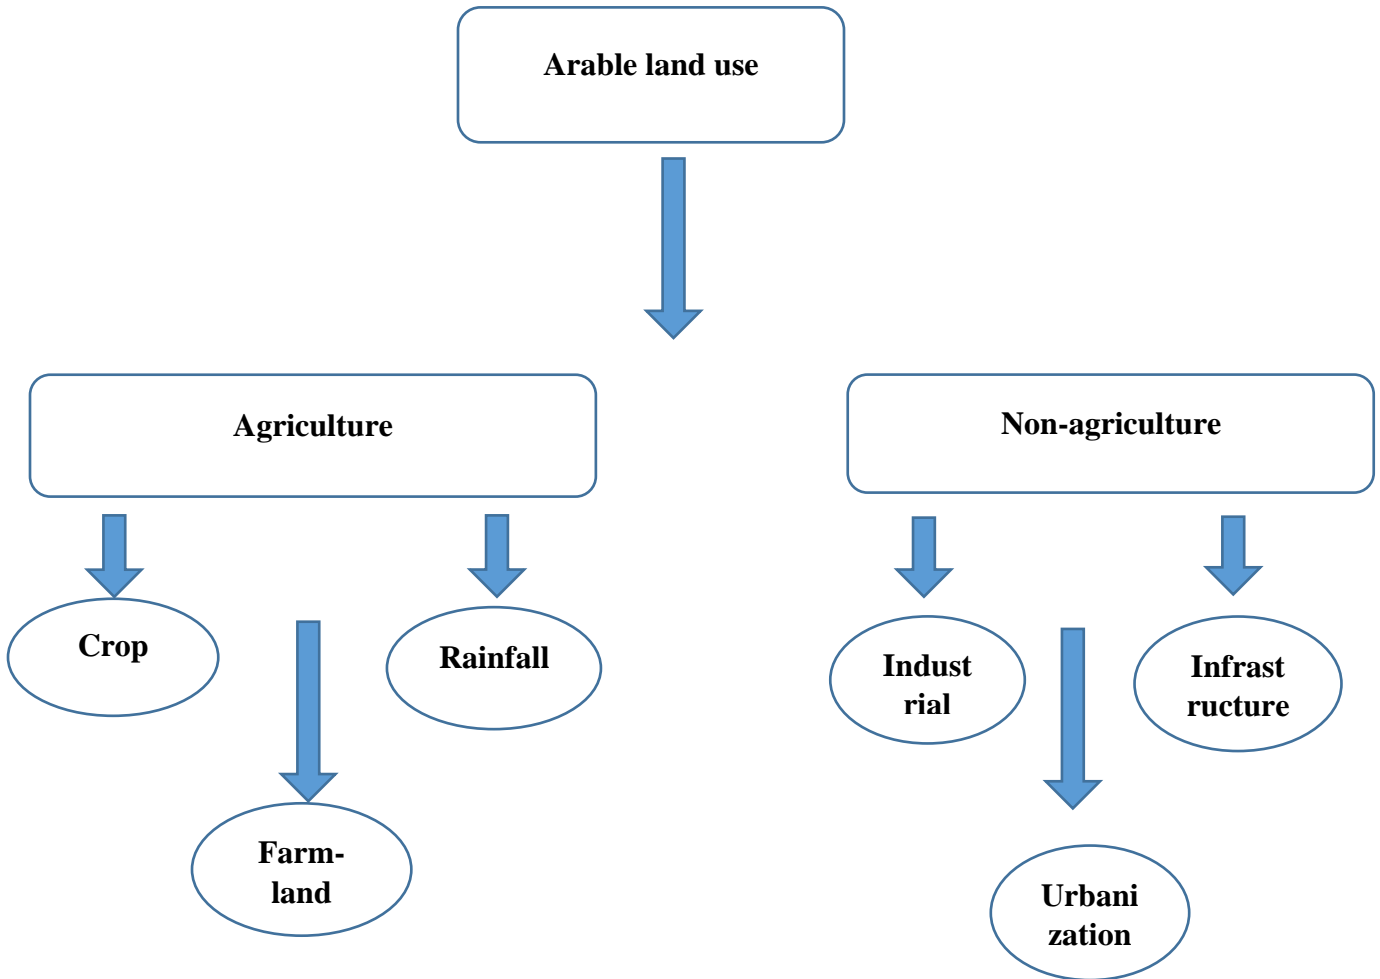 Arable land use
Agriculture
Non-agriculture
Crop
Rainfall
Indust
rial
Infrast
ructure
Farm-
land
Urbani
zation